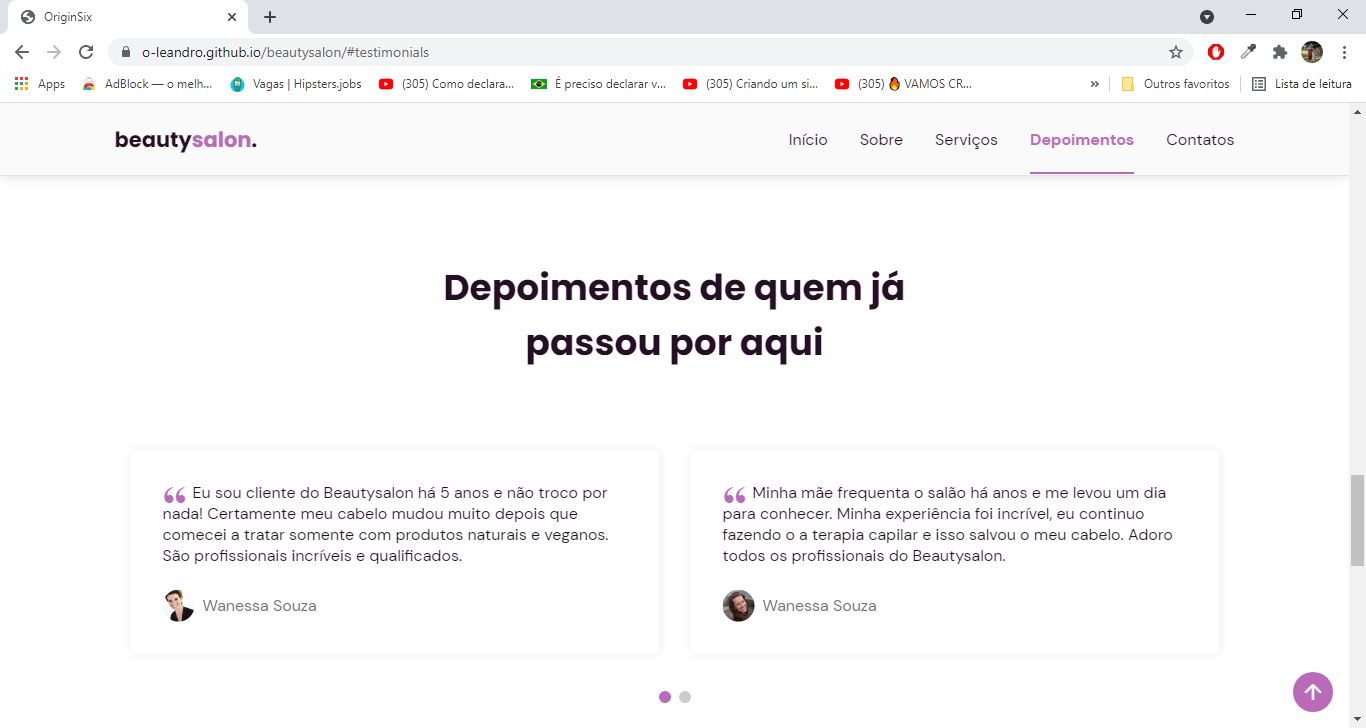 OriginSix
o-leandro.github.io/beautysalon/#testimonials
Apps AdBlock — o melh... Vagas | Hipsters.jobs (305) Como declara... É preciso declarar v... (305) Criando um si... (305) VAMOS CR... » Outros favoritos Lista de leitura
beautysalon. Início Sobre Serviços Depoimentos Contatos
Depoimentos de quem já
passou por aqui
“ Eu sou cliente do Beautysalon há 5 anos e não troco por
nada! Certamente meu cabelo mudou muito depois que
comecei a tratar somente com produtos naturais e veganos.
São profissionais incríveis e qualificados.
Wanessa Souza
“ Minha mãe frequenta o salão há anos e me levou um dia
para conhecer. Minha experiência foi incrível, eu continuo
fazendo o a terapia capilar e isso salvou o meu cabelo. Adoro
todos os profissionais do Beautysalon.
Wanessa Souza